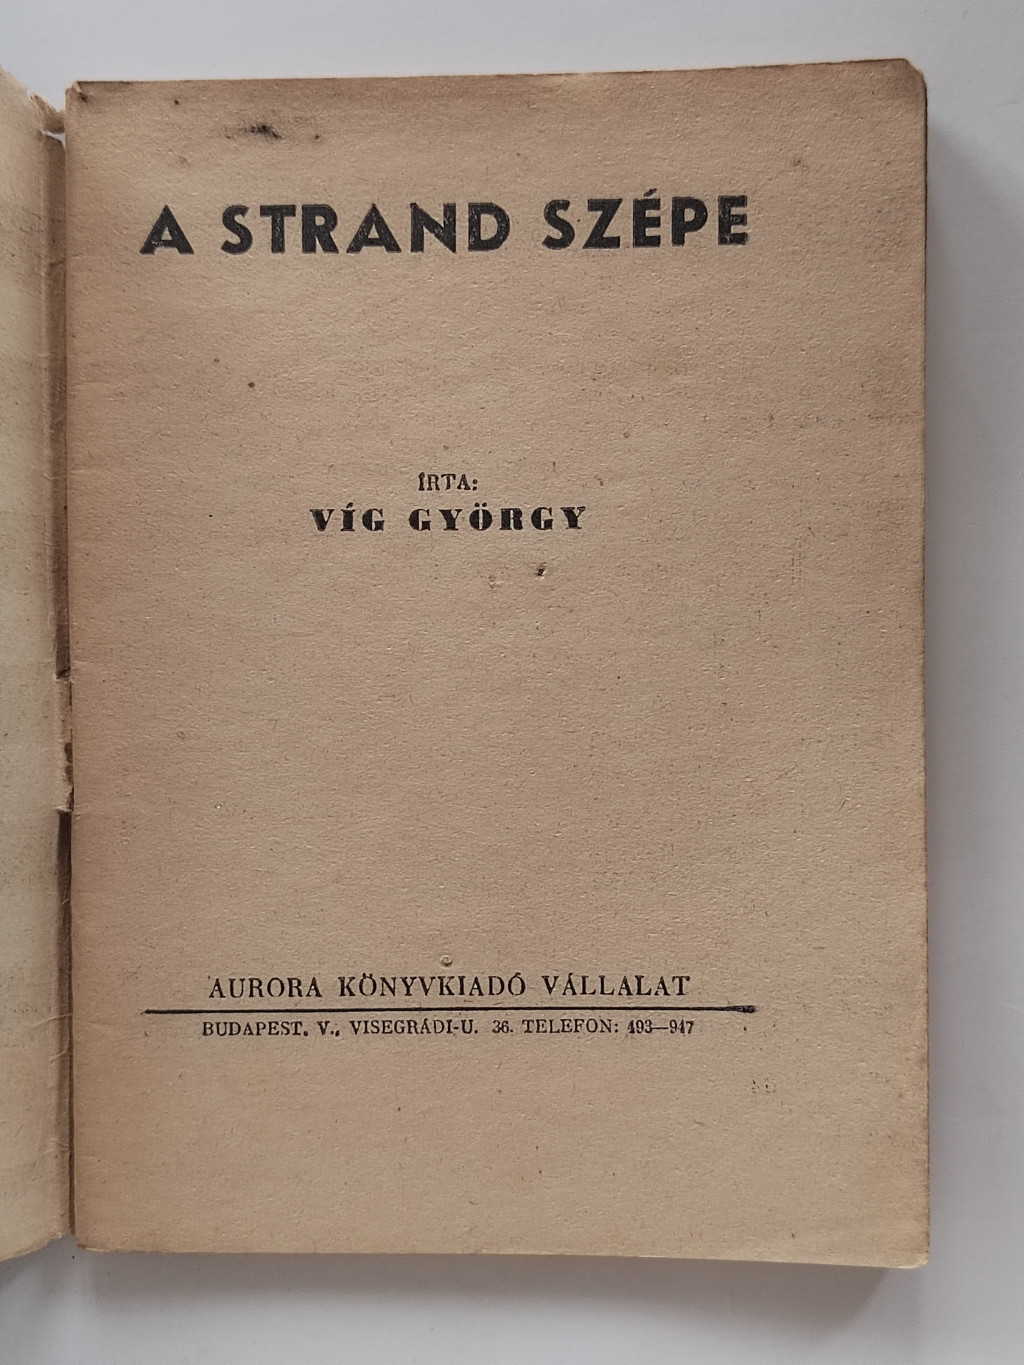 A STRAND SZÉPE
ÍRTA:
VÍG GYÖRGY
AURORA KÖNYVKIADÓ VÁLLALAT
BUDAPEST, V., VISEGRÁDI-U. 36. TELEFON: 493—947